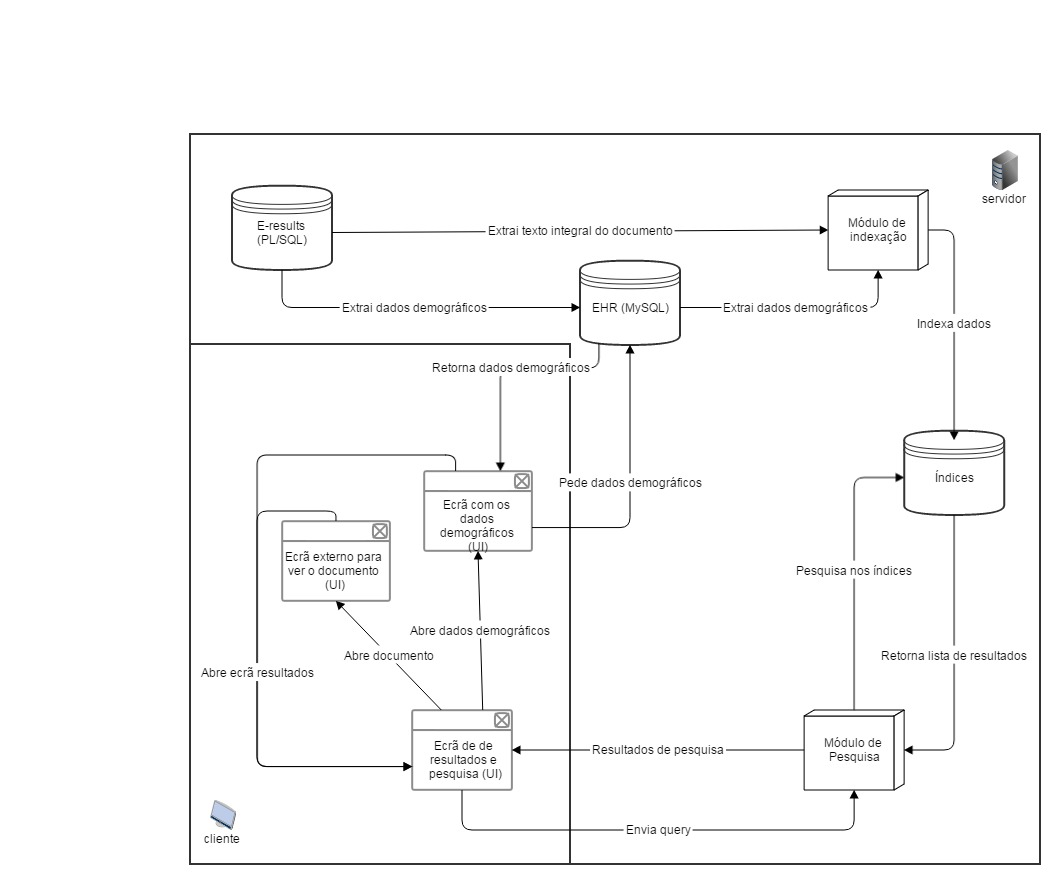 servidor
E-results
(PL/SQL)
Extrai texto integral do documento
Módulo de
indexação
Extrai dados demográficos
EHR (MySQL)
Extrai dados demográficos
Indexa dados
Retorna dados demográficos
Índices
Pede dados demográficos
Ecrã com os
dados
demográficos
(UI)
Ecrã externo para
ver o documento
(UI)
Pesquisa nos índices
Abre dados demográficos
Abre documento
Retorna lista de resultados
Abre ecrã resultados
Ecrã de de
resultados e
pesquisa (UI)
Resultados de pesquisa
Módulo de
Pesquisa
Envia query
cliente